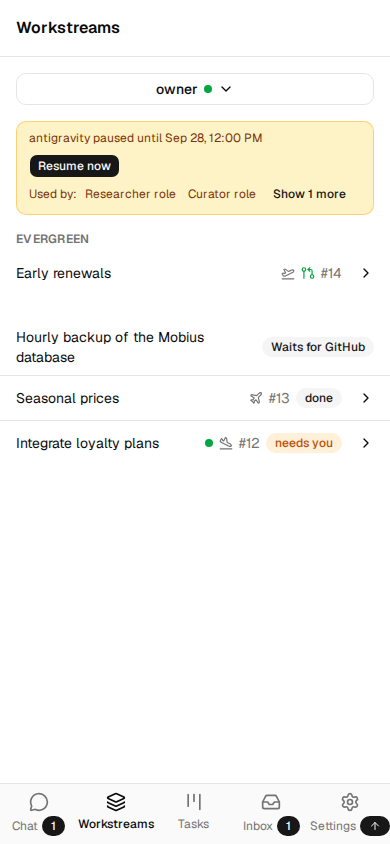 Workstreams
owner
antigravity paused until Sep 28, 12:00 PM
Resume now
Used by: Researcher role Curator role Show 1 more
EVERGREEN
Early renewals #14
Hourly backup of the Mobius
database
Waits for GitHub
Seasonal prices #13 done
Integrate loyalty plans #12 needs you
Chat 1 Workstreams Tasks Inbox 1 Settings